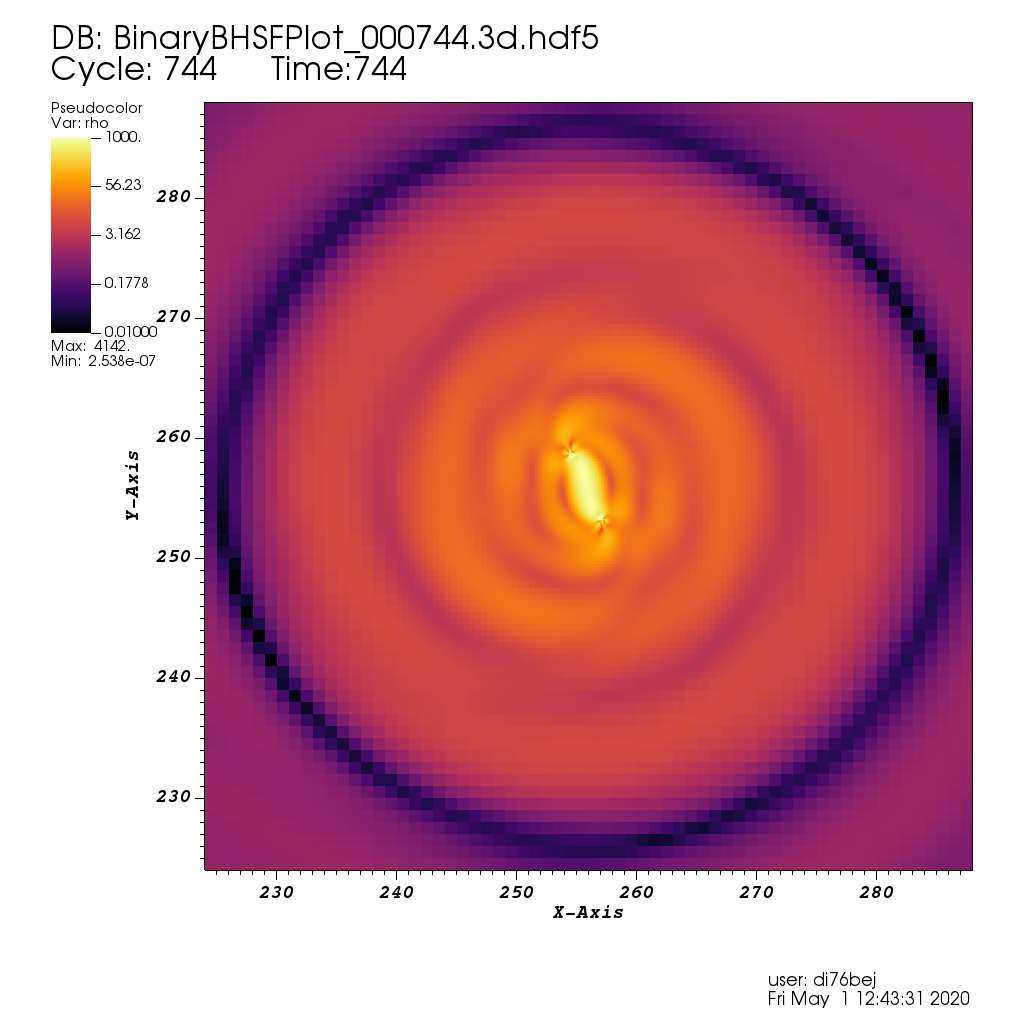 DB: BinaryBHSFPlot_000744.3d.hdf5
Cycle: 744 Time:744
Pseudocolor
Var: rho
1000.
56.23
3.162
0.1778
0.01000
Max: 4142.
Min: 2.538e-07
280
270
260
250
240
230
Y-Axis
230 240 250 260 270 280
X-Axis
user: di76bej
Fri May 1 12:43:31 2020